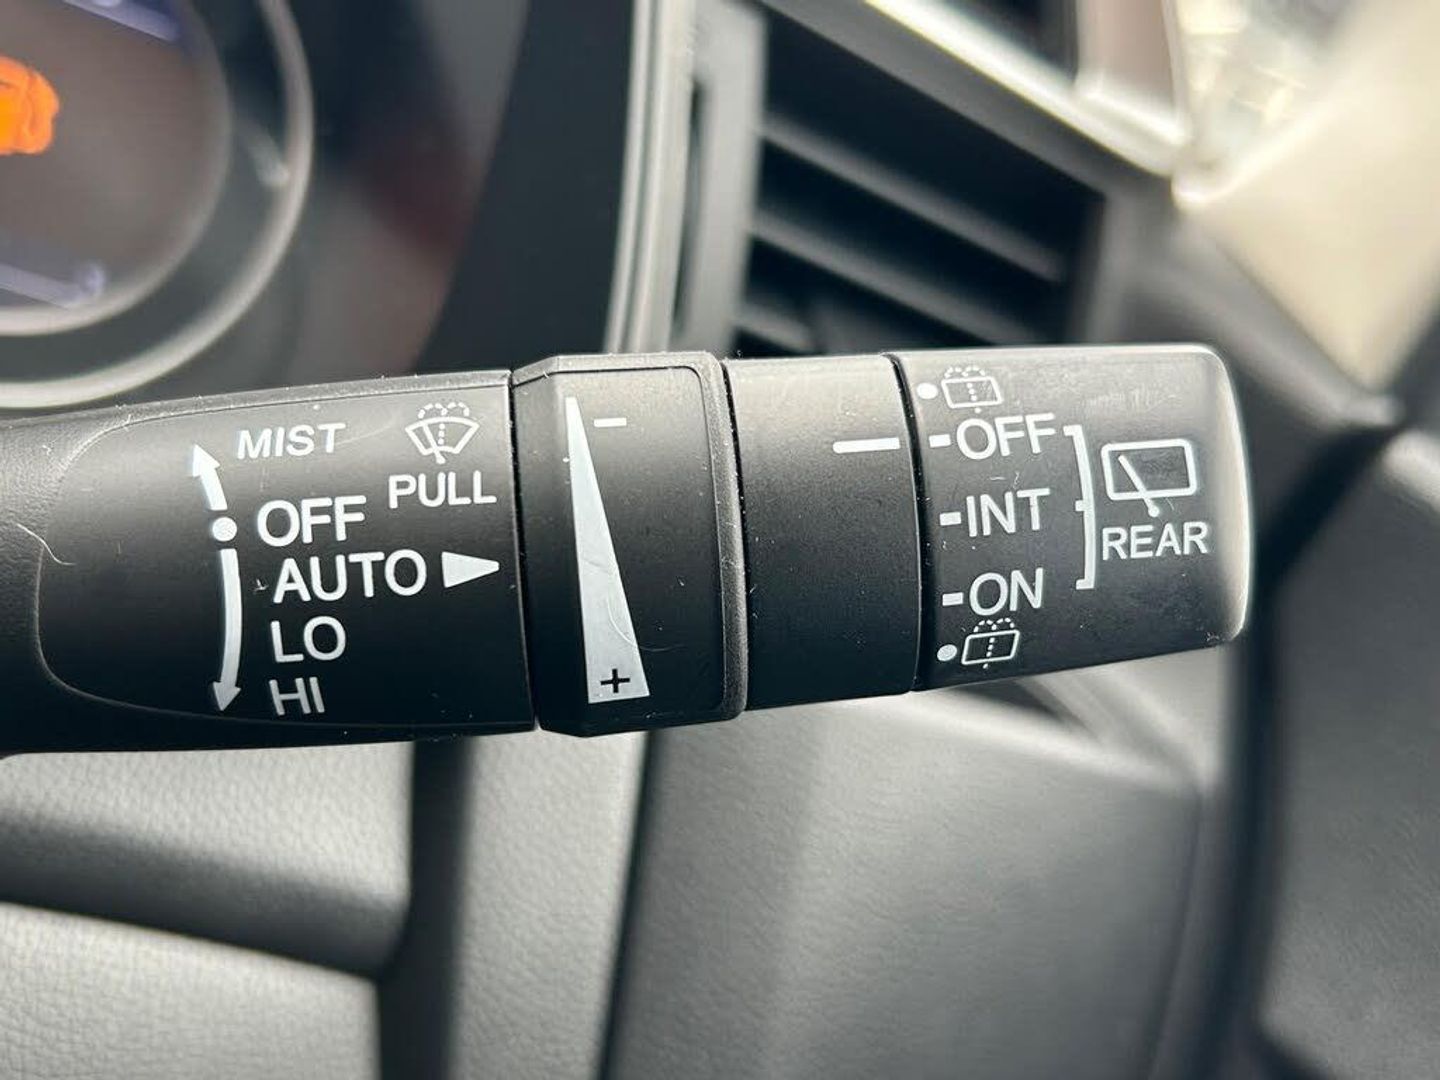 MIST
PULL
OFF
AUTO
LO
HI
-
+
OFF
INT
ON
REAR